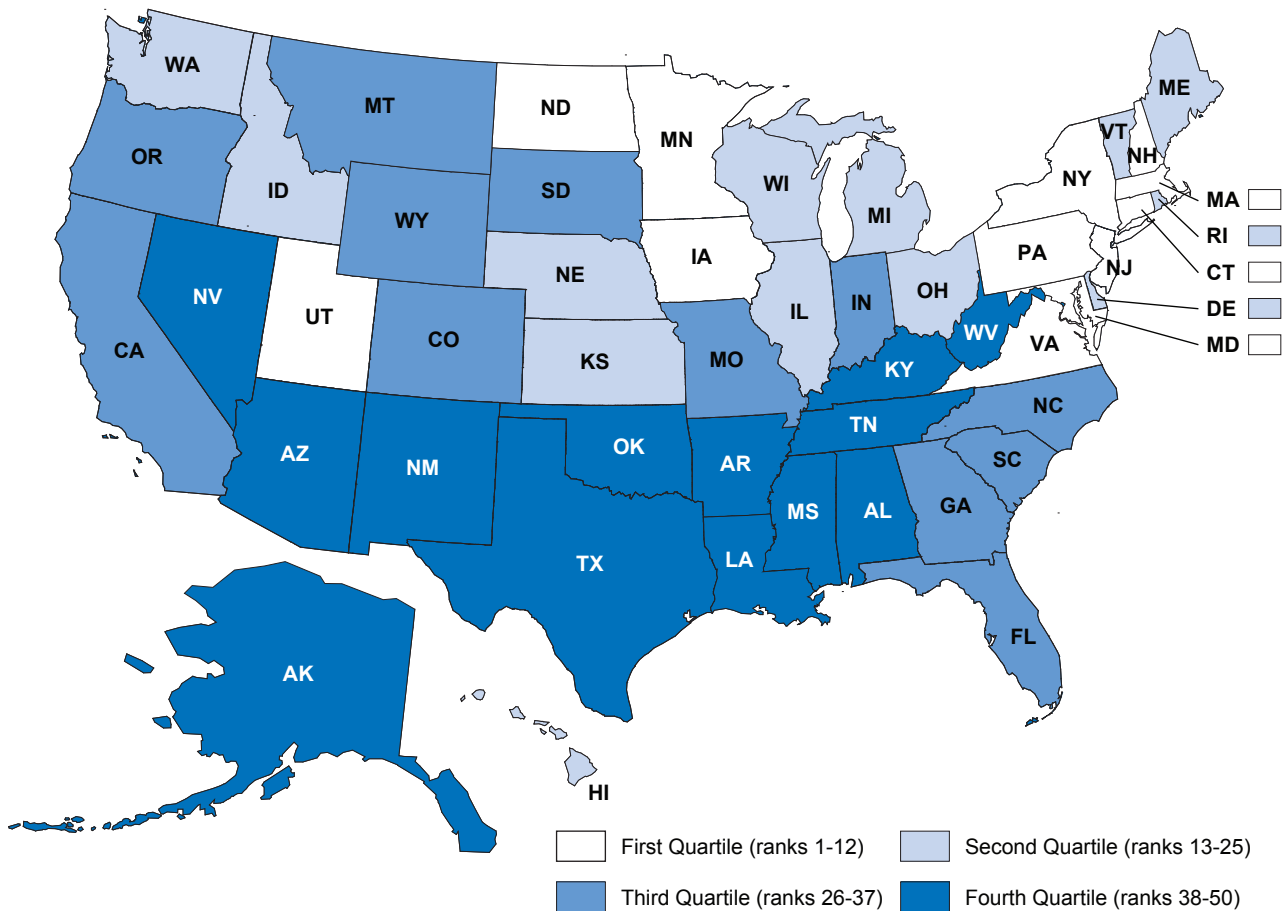 WA
MT
ND
MN
ME
VT
NH
OR
ID
SD
WI
NY
MI
MA
WY
RI
IA
PA
CT
NE
NJ
NV
OH
DE
UT
IL
IN
WV
MD
CA
CO
KS
MO
VA
KY
NC
TN
AZ
OK
NM
AR
SC
MS
AL
GA
TX
LA
FL
AK
HI
First Quartile (ranks 1-12)
Second Quartile (ranks 13-25)
Third Quartile (ranks 26-37)
Fourth Quartile (ranks 38-50)